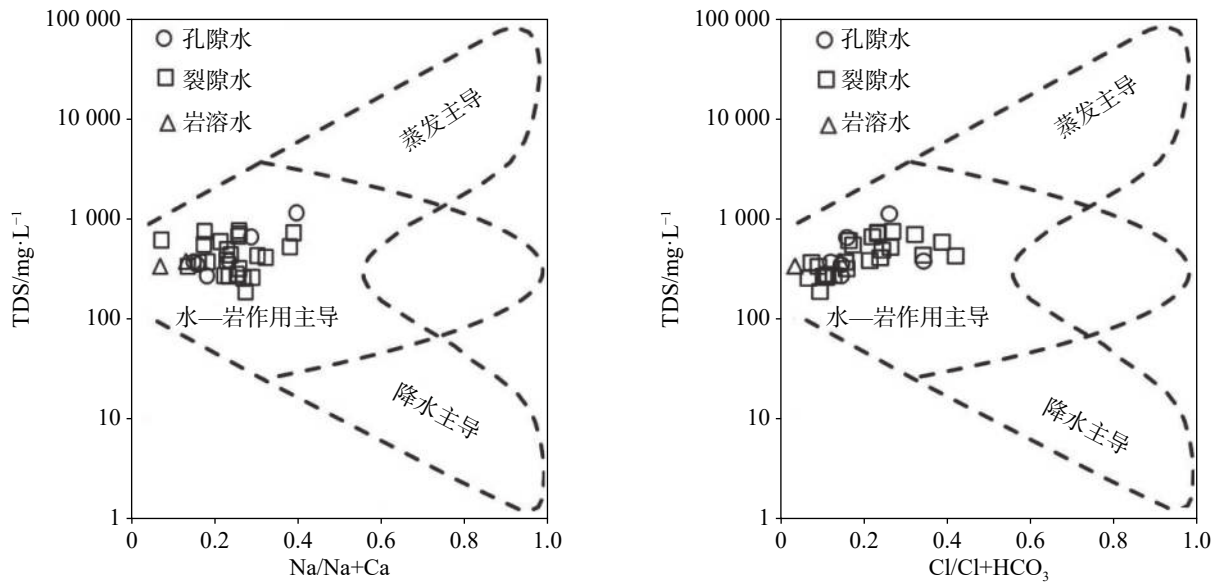 100 000
10 000
1 000
100
10
1
TDS/mg·L⁻¹
孔隙水
裂隙水
岩溶水
蒸发主导
水—岩作用主导
降水主导
0
0.2
0.4
0.6
0.8
1.0
Na/Na+Ca
100 000
10 000
1 000
100
10
1
TDS/mg·L⁻¹
孔隙水
裂隙水
岩溶水
蒸发主导
水—岩作用主导
降水主导
0
0.2
0.4
0.6
0.8
1.0
Cl/Cl+HCO₃